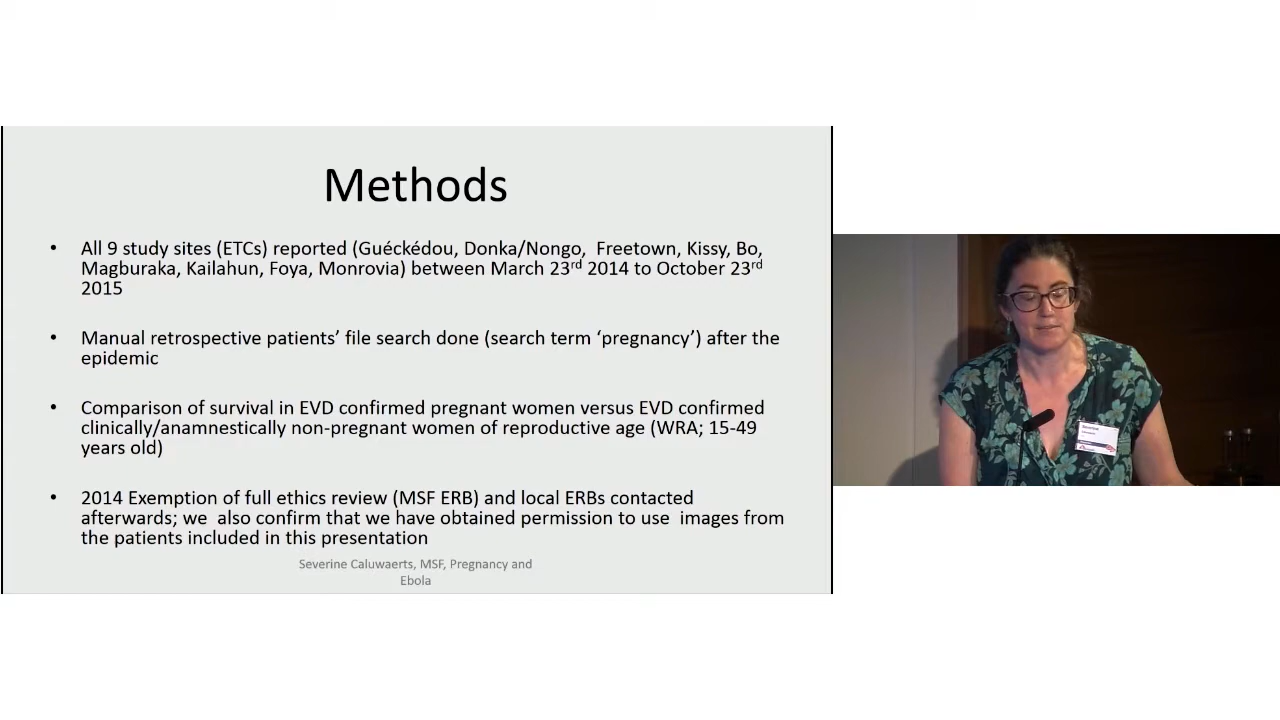 Methods
• All 9 study sites (ETCs) reported (Guéckédou, Donka/Nongo, Freetown, Kissy, Bo,
Magburaka, Kailahun, Foya, Monrovia) between March 23rd 2014 to October 23rd
2015
• Manual retrospective patients’ file search done (search term ‘pregnancy’) after the
epidemic
• Comparison of survival in EVD confirmed pregnant women versus EVD confirmed
clinically/anamnestically non-pregnant women of reproductive age (WRA; 15-49
years old)
• 2014 Exemption of full ethics review (MSF ERB) and local ERBs contacted
afterwards; we also confirm that we have obtained permission to use images from
the patients included in this presentation
Severine Caluwaerts, MSF, Pregnancy and
Ebola